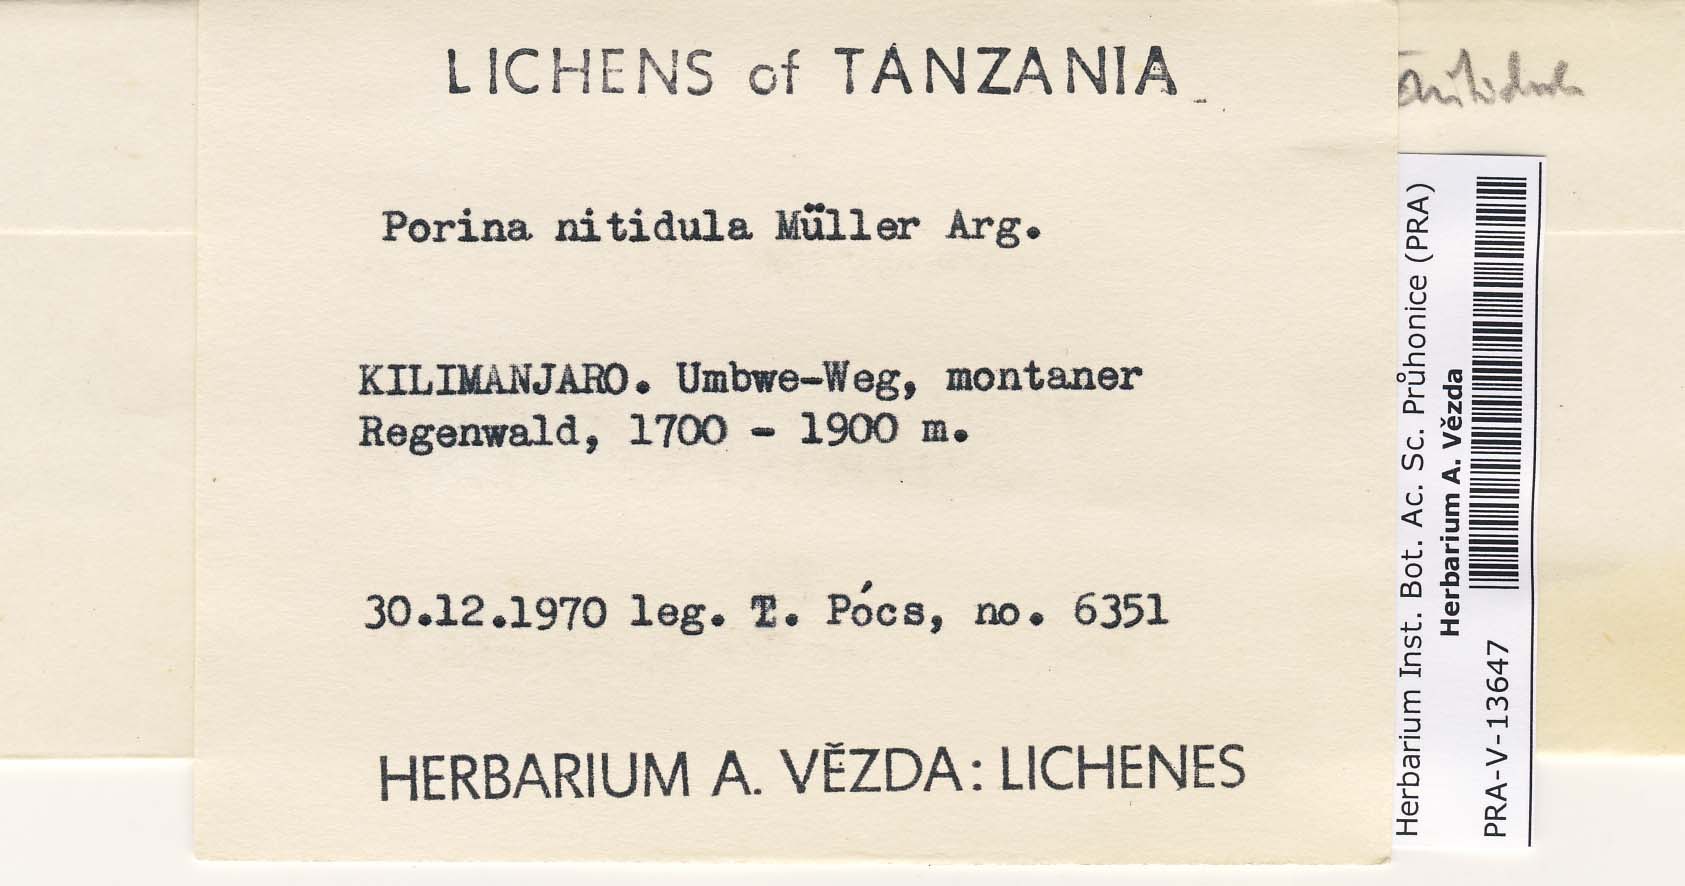 LICHENS of TANZANIA
Porina nitidula Müller Arg.
KILIMANJARO. Umbwe-Weg, montaner
Regenwald, 1700 - 1900 m.
30.12.1970 leg. T. Pócs, no. 6351
HERBARIUM A. VĚZDA: LICHENES
Herbarium Inst. Bot. Ac. Sc. Průhonice (PRA)
Herbarium A. Vězda
PRA-V-13647